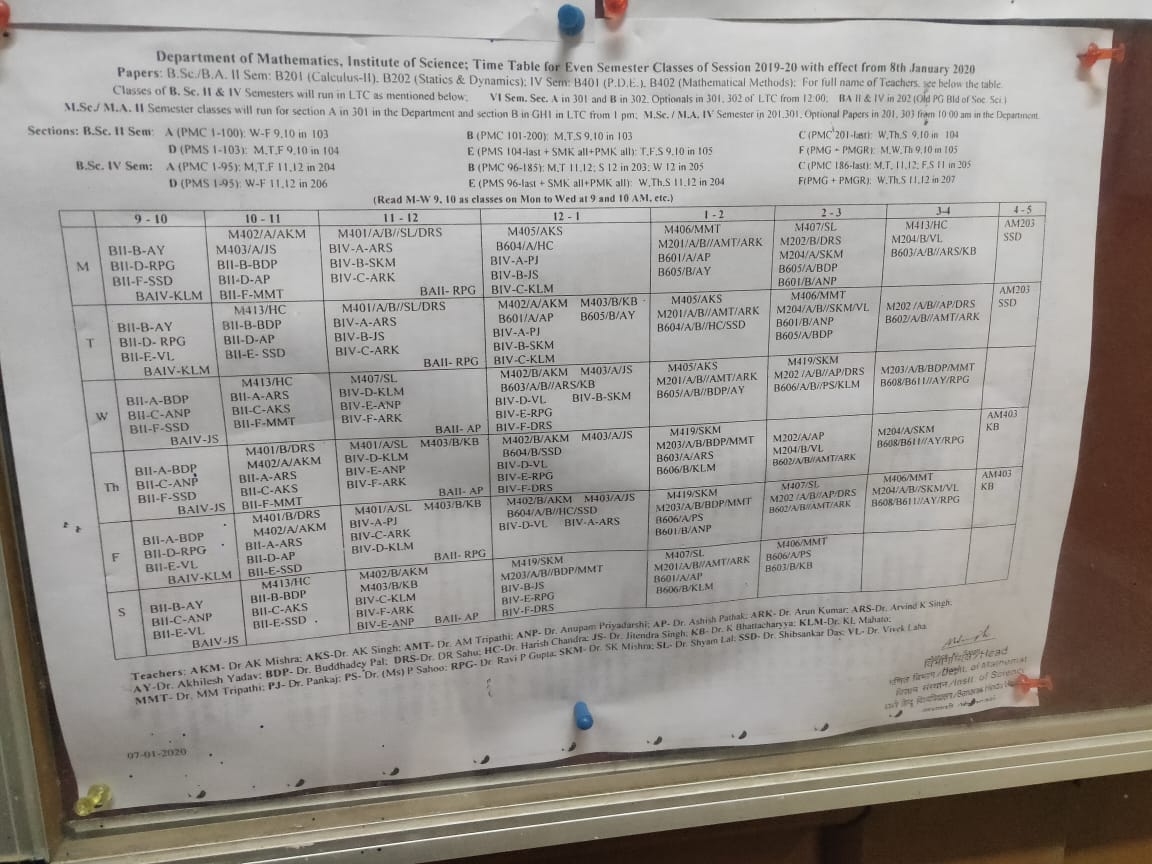 Department of Mathematics, Institute of Science; Time Table for Even Semester Classes of Session 2019-20 with effect from 8th January 2020
Papers: B.Sc./B.A. II Sem: B201 (Calculus-II). B202 (Statics & Dynamics); IV Sem: B401 (P.D.E.), B402 (Mathematical Methods): For full name of Teachers, see below the table.
Classes of B. Sc. II & IV Semesters will run in LTC as mentioned below; VI Sem. Sec. A in 301 and B in 302. Optionals in 301, 302 of LTC from 12:00. BA II & IV in 202 (Old PG Bld of Soc. Sci.)
M.Sc./ M.A. II Semester classes will run for section A in 301 in the Department and section B in GH1 in LTC from 1 pm; M.Sc. / M.A. IV Semester in 201,301, Optional Papers in 201, 303 from 10:00 am in the Department.
Sections: B.Sc. II Sem: A (PMC 1-100): W-F 9,10 in 103 B (PMC 101-200): M,T,S 9,10 in 103 C (PMC 201-last): W,Th,S 9,10 in 104
D (PMS 1-103): M,T,F 9,10 in 104 E (PMS 104-last + SMK all+PMK all): T,F,S 9,10 in 105 F (PMG + PMGR): M,W,Th 9,10 in 105
B.Sc. IV Sem: A (PMC 1-95): M,T,F 11,12 in 204 B (PMC 96-185): M,T 11,12; S 12 in 203; W 12 in 205 C (PMC 186-last): M,T, 11,12; F,S 11 in 205
D (PMS 1-95): W-F 11,12 in 206 E (PMS 96-last + SMK all+PMK all): W,Th,S 11,12 in 204 F(PMG + PMGR): W,Th,S 11,12 in 207
(Read M-W 9, 10 as classes on Mon to Wed at 9 and 10 AM, etc.)
9 - 10 10 - 11 11 - 12 12 - 1 1 - 2 2 - 3 3-4 4 - 5
M402/A/AKM M401/A/B//SL/DRS M405/AKS M406/MMT M407/SL M413/HC AM203
BII-B-AY M403/A/JS BIV-A-ARS B604/A/HC M201/A/B//AMT/ARK M202/B/DRS M204/B/VL SSD
M BII-D-RPG BII-B-BDP BIV-B-SKM BIV-A-PJ B601/A/AP M204/A/SKM B603/A/B//ARS/KB
BII-F-SSD BII-D-AP BIV-C-ARK BIV-B-JS B605/B/AY B605/A/BDP
BAIV-KLM BII-F-MMT BAII- RPG BIV-C-KLM B601/B/ANP
M413/HC M401/A/B//SL/DRS M402/A/AKM M403/B/KB M405/AKS M406/MMT M202 /A/B//AP/DRS AM203
BII-B-AY BII-B-BDP BIV-A-ARS B601/A/AP B605/B/AY M201/A/B//AMT/ARK M204/A/B//SKM/VL B602/A/B//AMT/ARK SSD
T BII-D- RPG BII-D-AP BIV-B-JS BIV-A-PJ B604/A/B//HC/SSD B601/B/ANP
BII-E-VL BII-E- SSD BIV-C-ARK BIV-B-SKM B605/A/BDP
BAIV-KLM BAII- RPG BIV-C-KLM
M413/HC M407/SL M402/B/AKM M403/A/JS M405/AKS M419/SKM M203/A/B/BDP/MMT
BII-A-BDP BII-A-ARS BIV-D-KLM B603/A/B//ARS/KB M201/A/B//AMT/ARK M202 /A/B//AP/DRS B608/B611//AY/RPG
W BII-C-ANP BII-C-AKS BIV-E-ANP BIV-D-VL BIV-B-SKM B605/A/B//BDP/AY B606/A/B//PS/KLM
BII-F-SSD BII-F-MMT BIV-F-ARK BIV-E-RPG
BAIV-JS BAII- AP BIV-F-DRS
M401/B/DRS M401/A/SL M403/B/KB M402/B/AKM M403/A/JS M419/SKM M202/A/AP M204/A/SKM AM403
BII-A-BDP M402/A/AKM BIV-D-KLM B604/B/SSD M203/A/B/BDP/MMT M204/B/VL B608/B611//AY/RPG KB
Th BII-C-ANP BII-A-ARS BIV-E-ANP BIV-D-VL B603/A/ARS B602/A/B//AMT/ARK
BII-F-SSD BII-C-AKS BIV-F-ARK BIV-E-RPG B606/B/KLM
BAIV-JS BII-F-MMT BAII- AP BIV-F-DRS
M401/B/DRS M401/A/SL M403/B/KB M402/B/AKM M403/A/JS M419/SKM M407/SL M406/MMT AM403
BII-A-BDP M402/A/AKM BIV-A-PJ B604/A/B//HC/SSD M203/A/B/BDP/MMT M202 /A/B//AP/DRS M204/A/B//SKM/VL KB
F BII-D-RPG BII-A-ARS BIV-C-ARK BIV-D-VL BIV-A-ARS B606/A/PS B602/A/B//AMT/ARK B608/B611//AY/RPG
BII-E-VL BII-D-AP BIV-D-KLM B601/B/ANP
BAIV-KLM BII-E-SSD BAII- RPG
M413/HC M402/B/AKM M419/SKM M407/SL M406/MMT
BII-B-AY BII-B-BDP M403/B/KB M203/A/B//BDP/MMT M201/A/B//AMT/ARK B606/A/PS
S BII-C-ANP BII-C-AKS BIV-C-KLM BIV-B-JS B601/A/AP B603/B/KB
BII-E-VL BII-E-SSD BIV-F-ARK BIV-E-RPG B606/B/KLM
BAIV-JS BIV-E-ANP BAII- AP BIV-F-DRS
Teachers: AKM- Dr AK Mishra; AKS-Dr. AK Singh; AMT- Dr. AM Tripathi; ANP- Dr. Anupam Priyadarshi; AP- Dr. Ashish Pathak; ARK- Dr. Arun Kumar; ARS-Dr. Arvind K Singh;
AY-Dr. Akhilesh Yadav; BDP- Dr. Buddhadev Pal; DRS-Dr. DR Sahu; HC-Dr. Harish Chandra; JS- Dr. Jitendra Singh; KB- Dr. K Bhattacharyya; KLM-Dr. KL Mahato;
MMT- Dr. MM Tripathi; PJ- Dr. Pankaj; PS- Dr. (Ms) P Sahoo; RPG- Dr. Ravi P Gupta; SKM- Dr. SK Mishra; SL- Dr. Shyam Lal; SSD- Dr. Shibsankar Das; VL- Dr. Vivek Laha
विभागाध्यक्ष/Head
गणित विभाग/Deptt. of Mathematics
विज्ञान संस्थान/Instt. of Science
07-01-2020